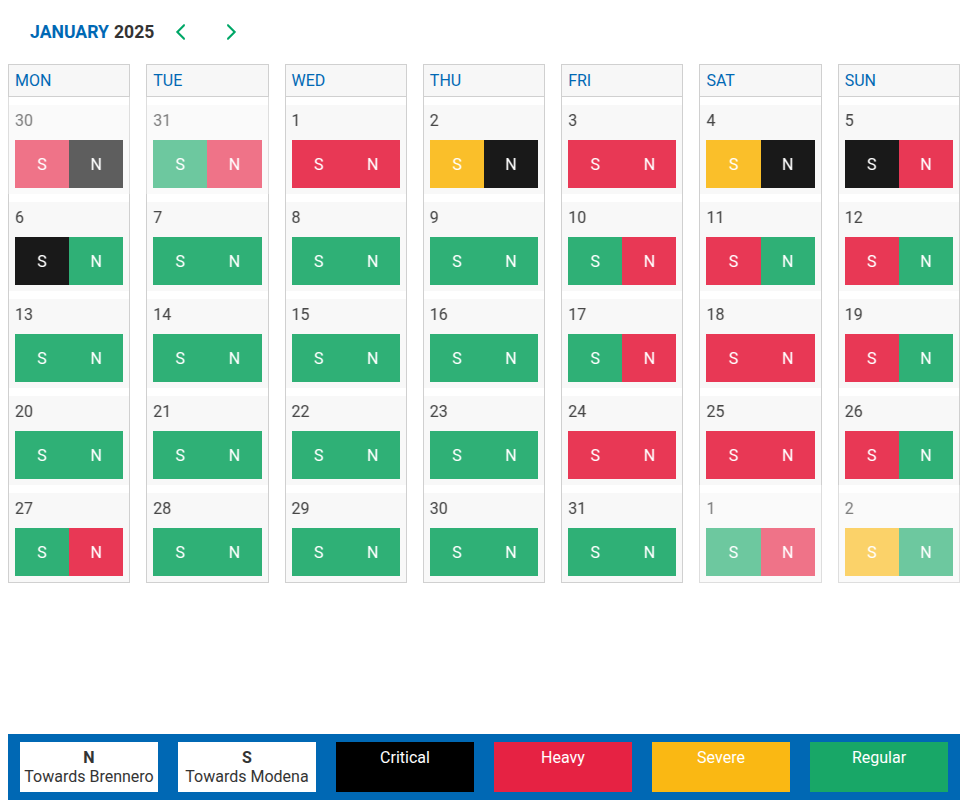 JANUARY 2025
MON TUE WED THU FRI SAT SUN
30 31 1 2 3 4 5
S N S N S N S N S N S N S N
6 7 8 9 10 11 12
S N S N S N S N S N S N S N
13 14 15 16 17 18 19
S N S N S N S N S N S N S N
20 21 22 23 24 25 26
S N S N S N S N S N S N S N
27 28 29 30 31 1 2
S N S N S N S N S N S N S N
N S Critical Heavy Severe Regular
Towards Brennero Towards Modena